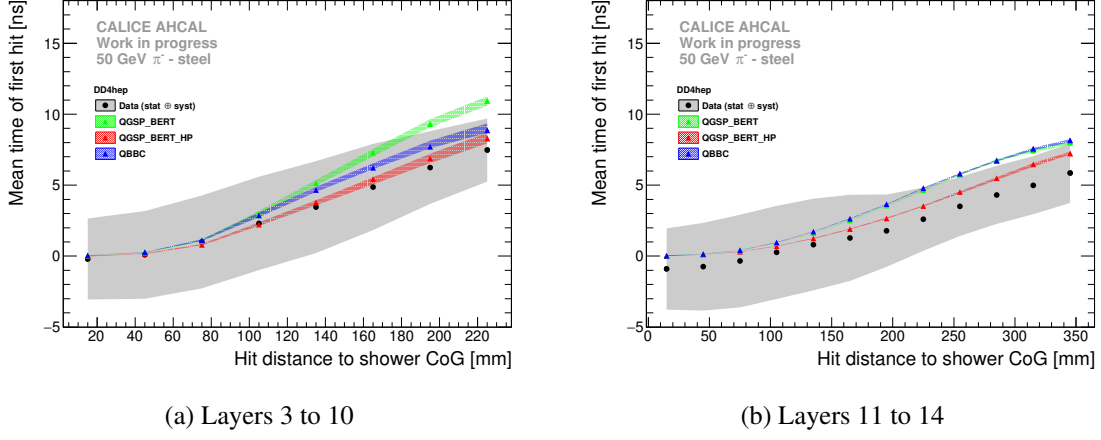 Mean time of first hit [ns]
15
10
5
0
−5
CALICE AHCAL
Work in progress
50 GeV π⁻ - steel
DD4hep
Data (stat ⊕ syst)
QGSP_BERT
QGSP_BERT_HP
QBBC
20 40 60 80 100 120 140 160 180 200 220
Hit distance to shower CoG [mm]
(a) Layers 3 to 10
Mean time of first hit [ns]
15
10
5
0
−5
CALICE AHCAL
Work in progress
50 GeV π⁻ - steel
DD4hep
Data (stat ⊕ syst)
QGSP_BERT
QGSP_BERT_HP
QBBC
0 50 100 150 200 250 300 350
Hit distance to shower CoG [mm]
(b) Layers 11 to 14